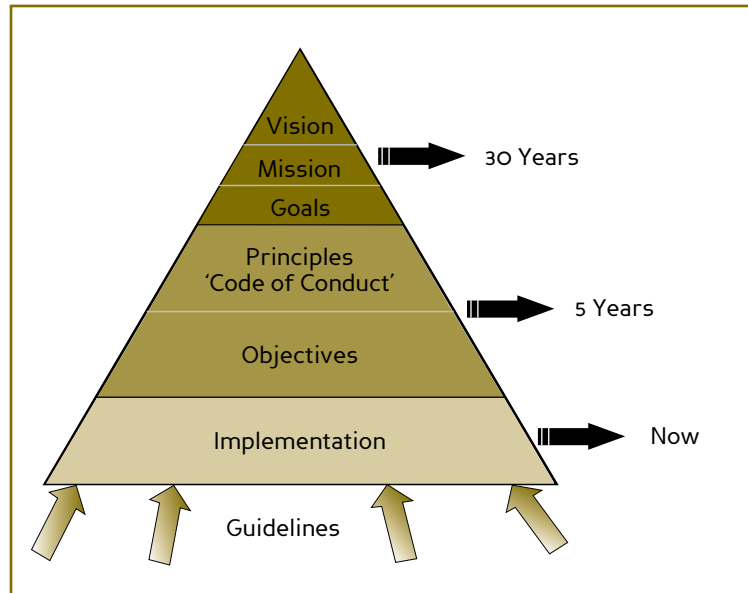 Vision
Mission
30 Years
Goals
Principles
‘Code of Conduct’
5 Years
Objectives
Implementation
Now
Guidelines